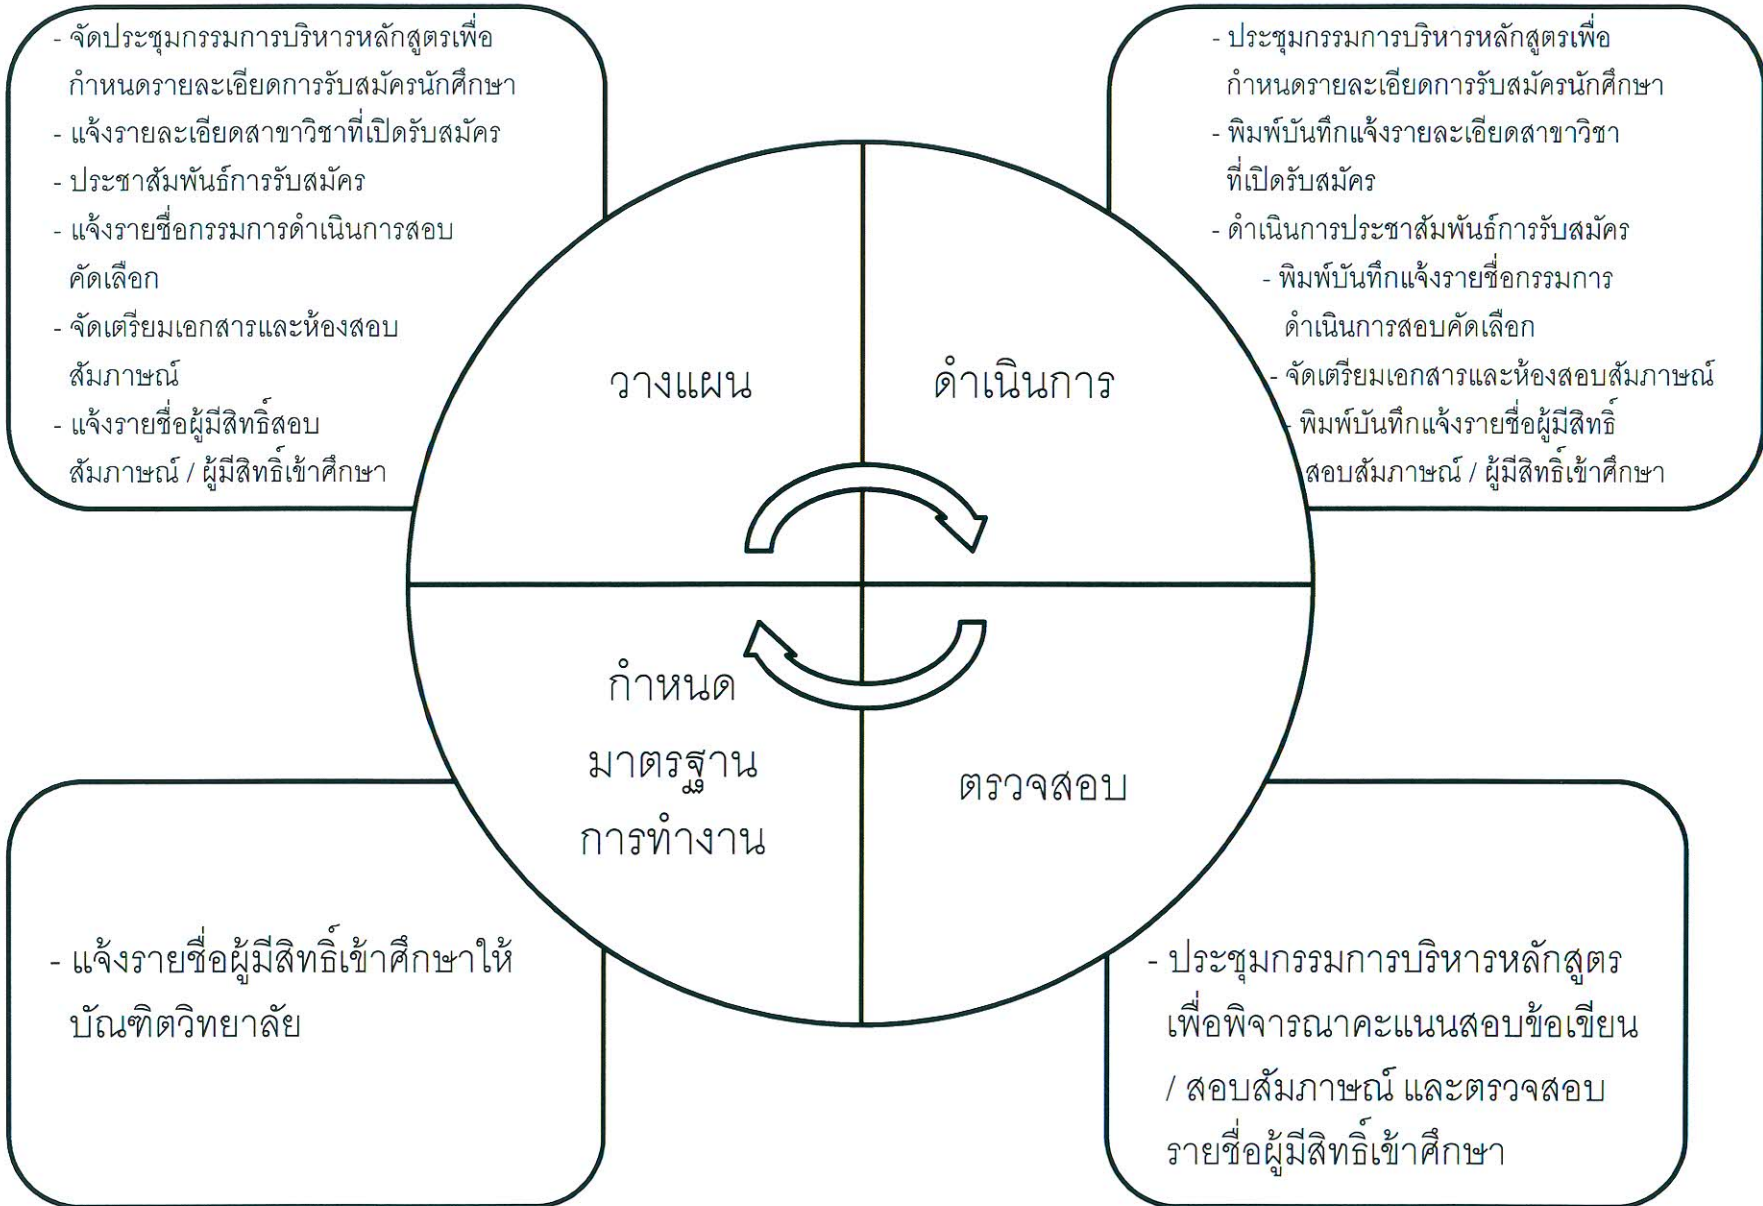 - จัดประชุมกรรมการบริหารหลักสูตรเพื่อ
กำหนดรายละเอียดการรับสมัครนักศึกษา
- แจ้งรายละเอียดสาขาวิชาที่เปิดรับสมัคร
- ประชาสัมพันธ์การรับสมัคร
- แจ้งรายชื่อกรรมการดำเนินการสอบ
คัดเลือก
- จัดเตรียมเอกสารและห้องสอบ
สัมภาษณ์
- แจ้งรายชื่อผู้มีสิทธิ์สอบ
สัมภาษณ์ / ผู้มีสิทธิ์เข้าศึกษา
- ประชุมกรรมการบริหารหลักสูตรเพื่อ
กำหนดรายละเอียดการรับสมัครนักศึกษา
- พิมพ์บันทึกแจ้งรายละเอียดสาขาวิชา
ที่เปิดรับสมัคร
- ดำเนินการประชาสัมพันธ์การรับสมัคร
- พิมพ์บันทึกแจ้งรายชื่อกรรมการ
ดำเนินการสอบคัดเลือก
- จัดเตรียมเอกสารและห้องสอบสัมภาษณ์
- พิมพ์บันทึกแจ้งรายชื่อผู้มีสิทธิ์
สอบสัมภาษณ์ / ผู้มีสิทธิ์เข้าศึกษา
วางแผน
ดำเนินการ
กำหนด
มาตรฐาน
การทำงาน
ตรวจสอบ
- แจ้งรายชื่อผู้มีสิทธิ์เข้าศึกษาให้
บัณฑิตวิทยาลัย
- ประชุมกรรมการบริหารหลักสูตร
เพื่อพิจารณาคะแนนสอบข้อเขียน
/ สอบสัมภาษณ์ และตรวจสอบ
รายชื่อผู้มีสิทธิ์เข้าศึกษา